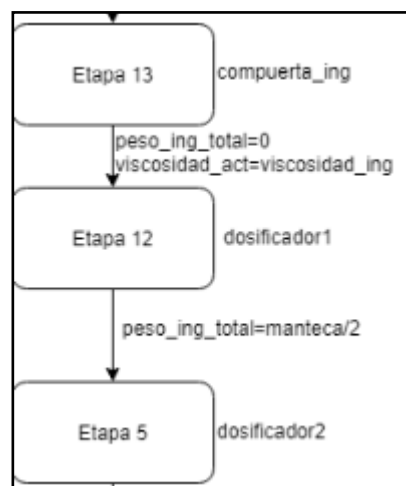 Etapa 13
compuerta_ing
peso_ing_total=0
viscosidad_act=viscosidad_ing
Etapa 12
dosificador1
peso_ing_total=manteca/2
Etapa 5
dosificador2